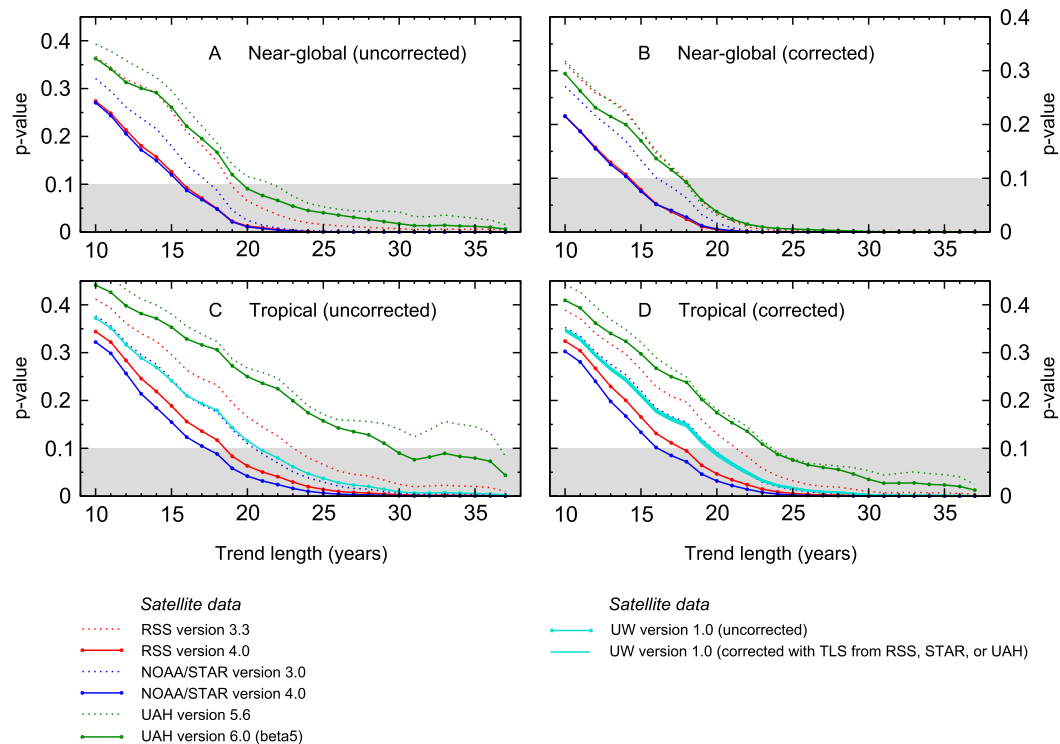 A Near-global (uncorrected)
0.4
0.3
0.2
0.1
0
p-value
10 15 20 25 30 35
B Near-global (corrected)
0.4
0.3
0.2
0.1
0
p-value
10 15 20 25 30 35
C Tropical (uncorrected)
0.4
0.3
0.2
0.1
0
p-value
10 15 20 25 30 35
Trend length (years)
D Tropical (corrected)
0.4
0.3
0.2
0.1
0
p-value
10 15 20 25 30 35
Trend length (years)
Satellite data
RSS version 3.3
RSS version 4.0
NOAA/STAR version 3.0
NOAA/STAR version 4.0
UAH version 5.6
UAH version 6.0 (beta5)
Satellite data
UW version 1.0 (uncorrected)
UW version 1.0 (corrected with TLS from RSS, STAR, or UAH)